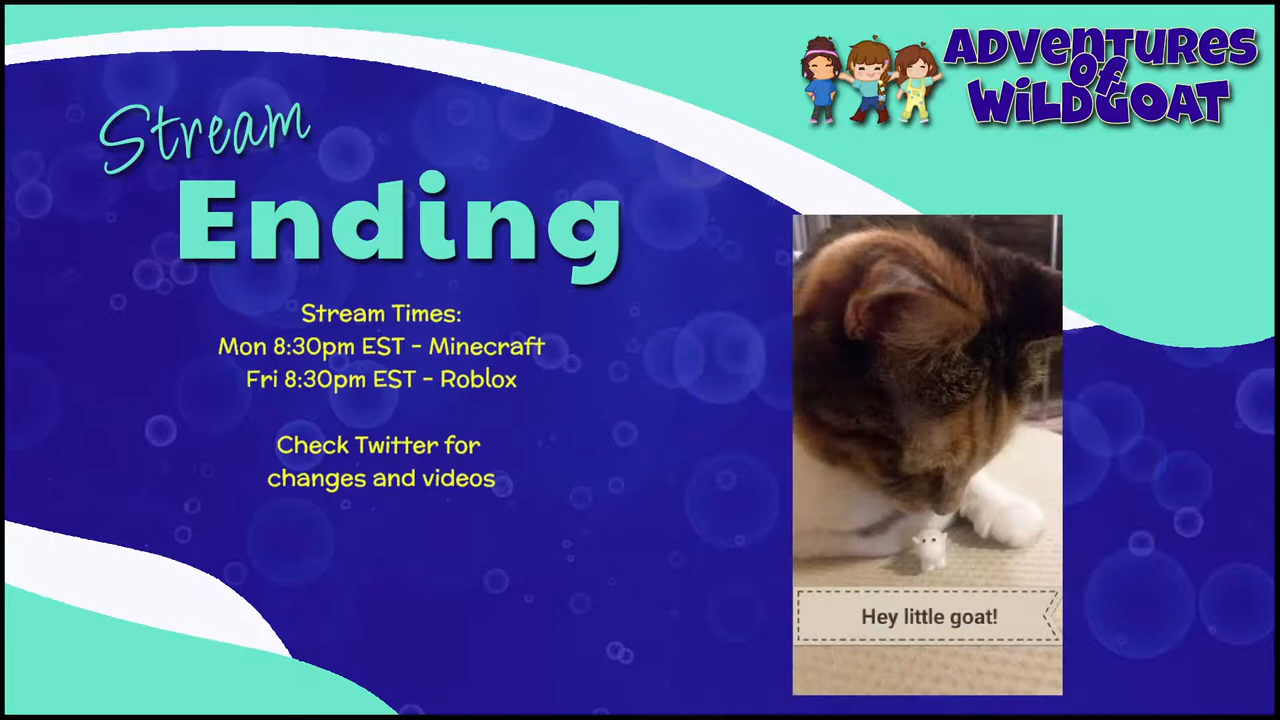 ADVENTURES
of
WILDGOAT
Stream
Ending
Stream Times:
Mon 8:30pm EST - Minecraft
Fri 8:30pm EST - Roblox
Check Twitter for
changes and videos
Hey little goat!